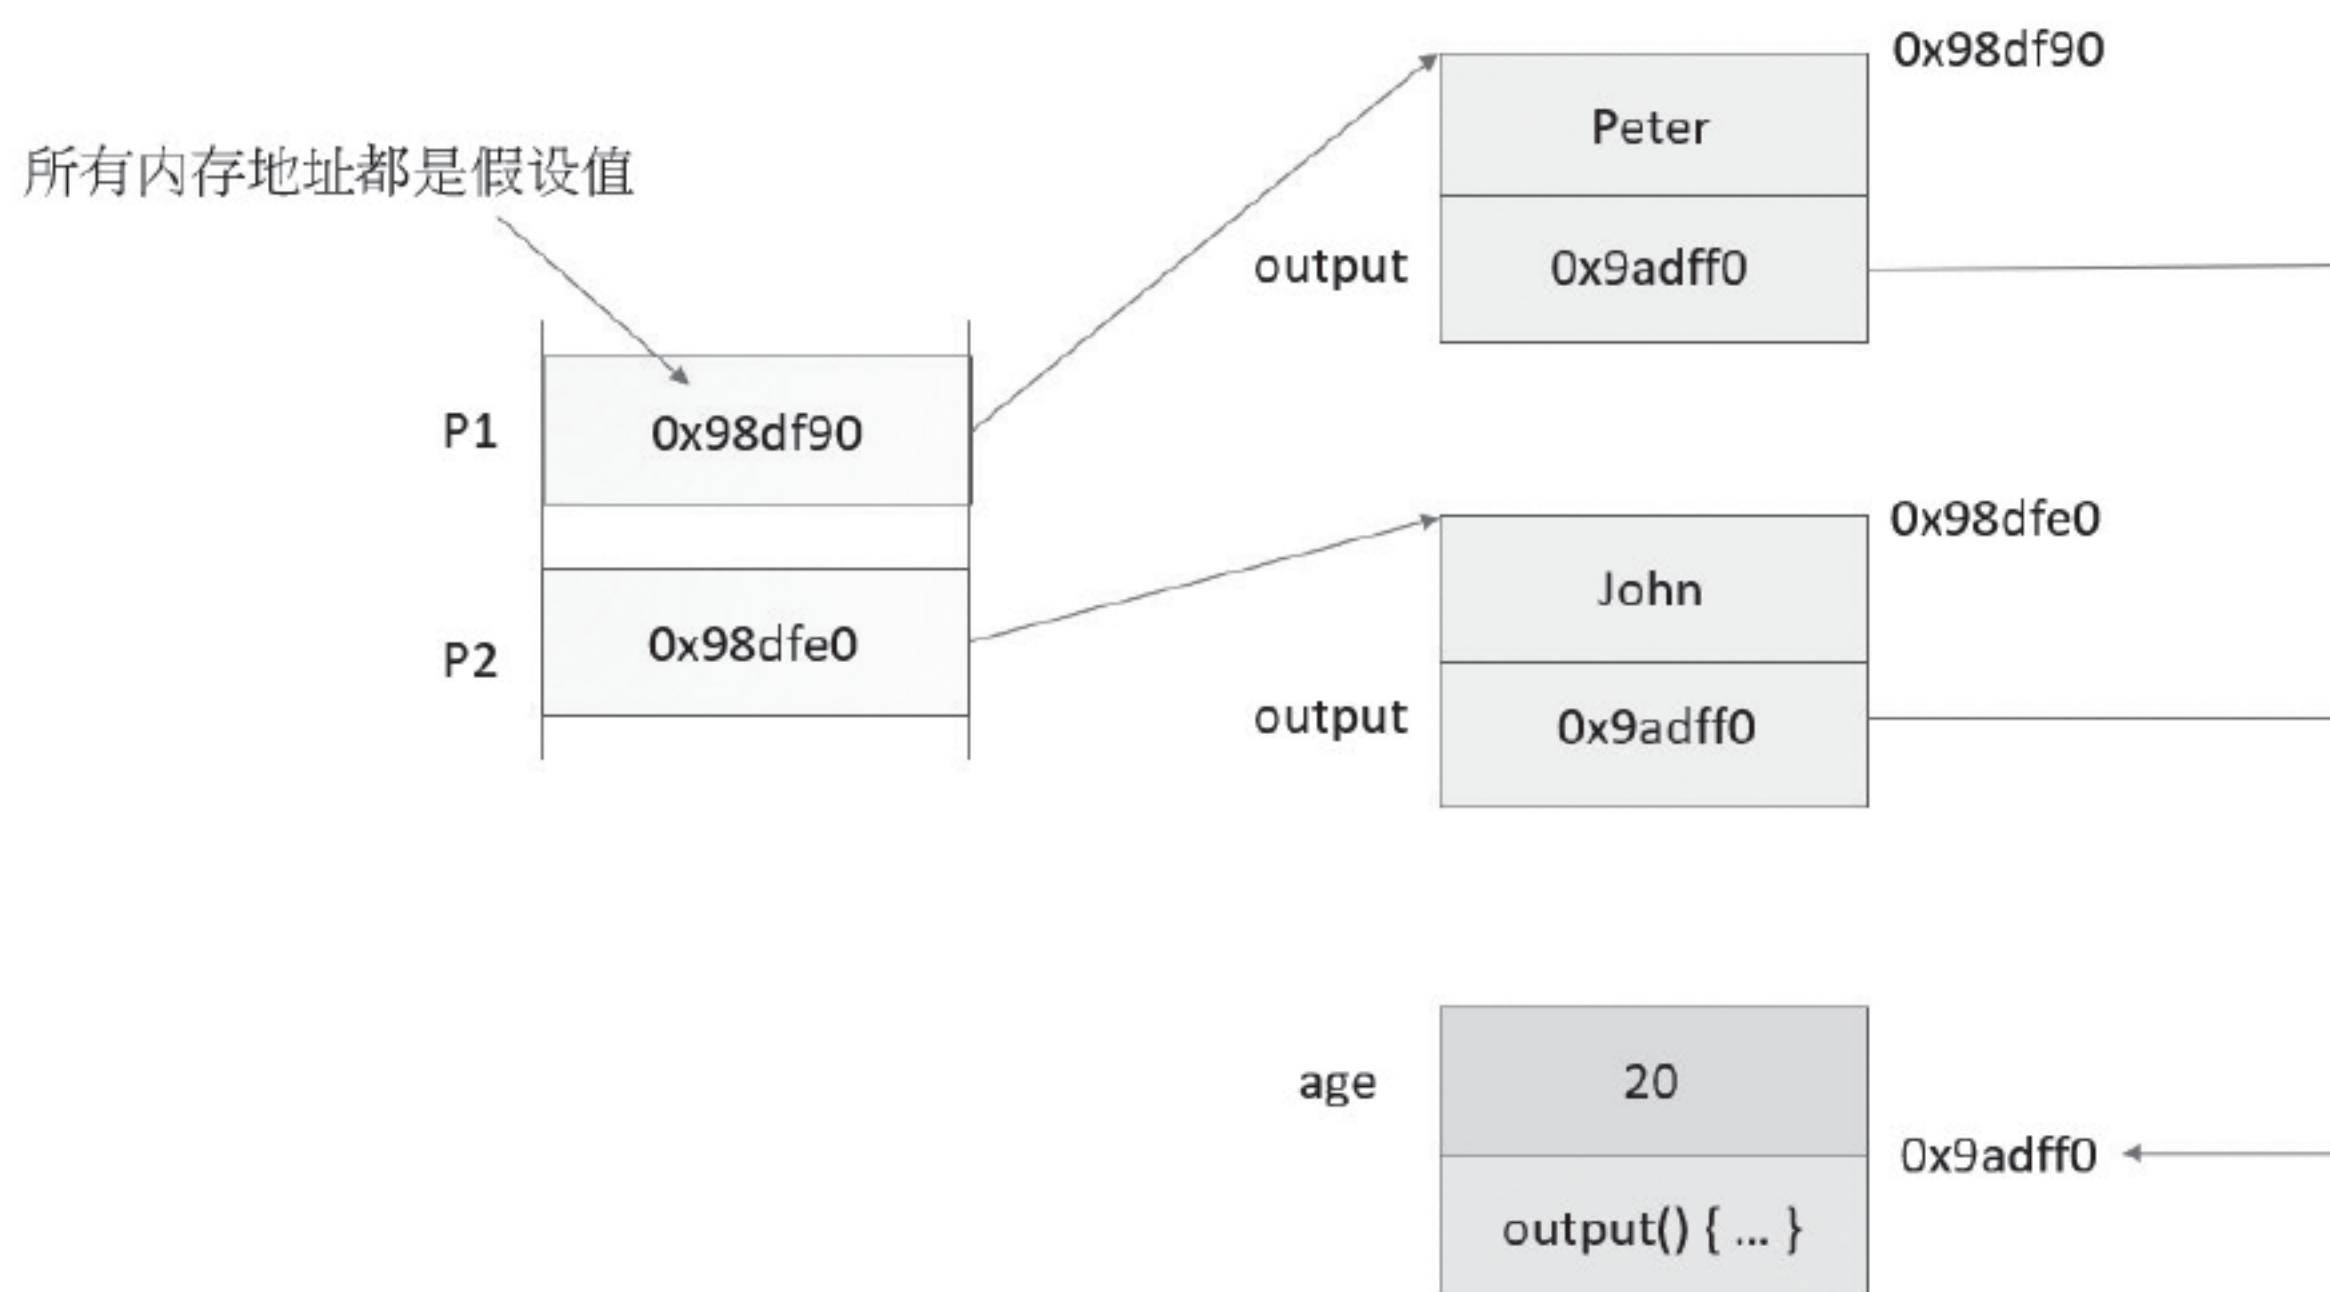 0x98df90
Peter
所有内存地址都是假设值
output 0x9adff0
P1 0x98df90
0x98dfe0
John
P2 0x98dfe0
output 0x9adff0
age 20
0x9adff0
output() { ... }